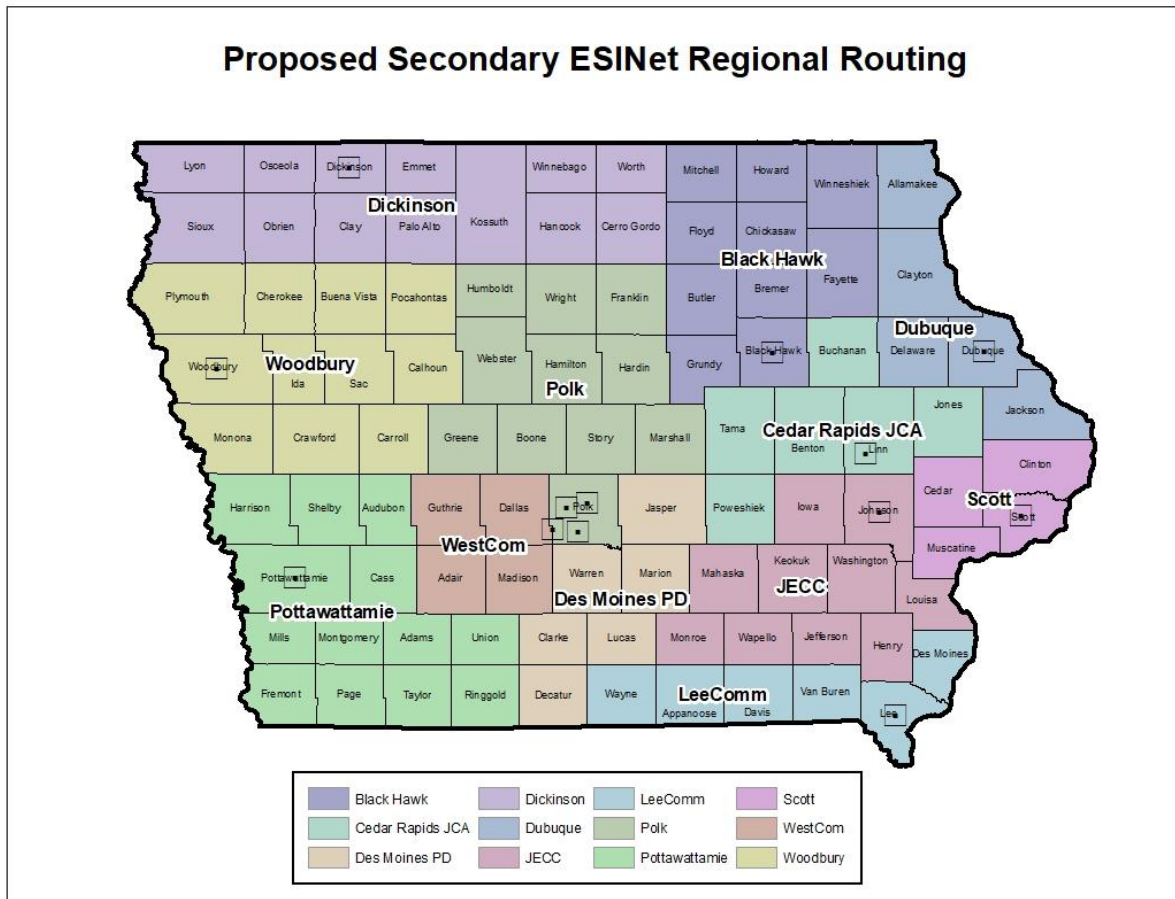 Proposed Secondary ESINet Regional Routing
Lyon
Osceola
Dickinson
Emmet
Kossuth
Winnebago
Worth
Mitchell
Howard
Winneshiek
Allamakee
Dickinson
Sioux
Obrien
Clay
Palo Alto
Hancock
Cerro Gordo
Floyd
Chickasaw
Black Hawk
Fayette
Clayton
Plymouth
Cherokee
Buena Vista
Pocahontas
Humboldt
Wright
Franklin
Butler
Bremer
Dubuque
Woodbury
Woodbury
Ida
Sac
Calhoun
Webster
Hamilton
Hardin
Polk
Grundy
Black Hawk
Buchanan
Delaware
Dubuque
Monona
Crawford
Carroll
Greene
Boone
Story
Marshall
Tama
Cedar Rapids JCA
Benton
Linn
Jones
Jackson
Clinton
Harrison
Shelby
Audubon
Guthrie
Dallas
Polk
Jasper
Poweshiek
Iowa
Johnson
Cedar
Scott
Scott
Muscatine
WestCom
Pottawattamie
Cass
Adair
Madison
Warren
Marion
Mahaska
Keokuk
Washington
Louisa
Pottawattamie
Des Moines PD
JECC
Mills
Montgomery
Adams
Union
Clarke
Lucas
Monroe
Wapello
Jefferson
Henry
Des Moines
Fremont
Page
Taylor
Ringgold
Decatur
Wayne
LeeComm
Appanoose
Davis
Van Buren
Lee
Black Hawk
Dickinson
LeeComm
Scott
Cedar Rapids JCA
Dubuque
Polk
WestCom
Des Moines PD
JECC
Pottawattamie
Woodbury